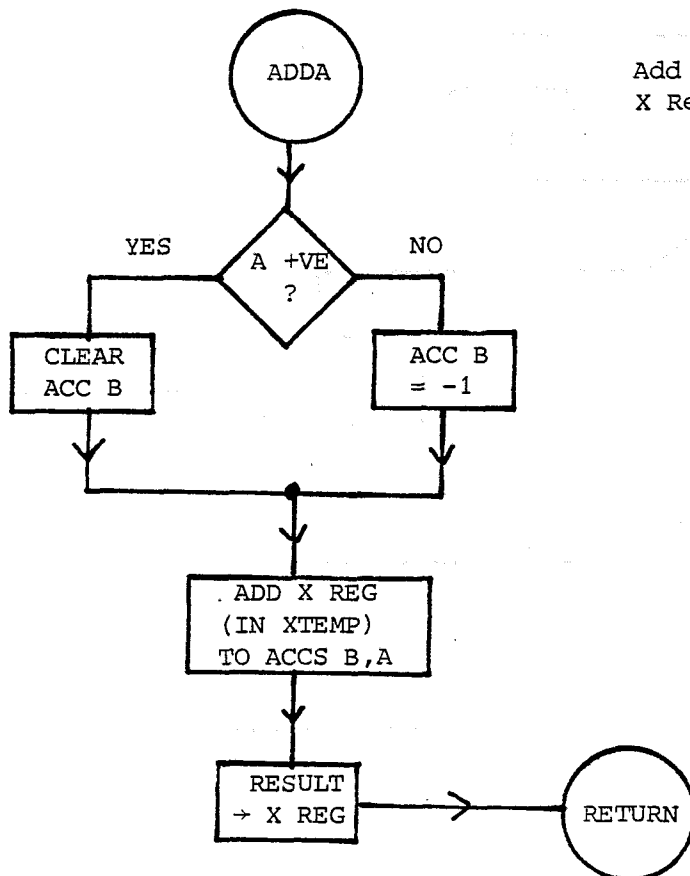 ADDA
Add
X Re
YES
NO
A +VE
?
CLEAR
ACC B
ACC B
= -1
ADD X REG
(IN XTEMP)
TO ACCS B,A
RESULT
→ X REG
RETURN